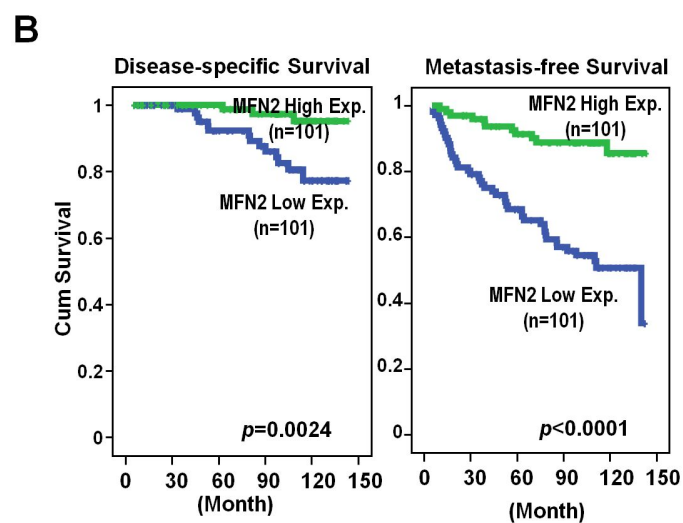 B
Disease-specific Survival
Cum Survival
1
0.8
0.6
0.4
0.2
0
MFN2 High Exp.
(n=101)
MFN2 Low Exp.
(n=101)
p=0.0024
0 30 60 90 120 150
(Month)
Metastasis-free Survival
1
0.8
0.6
0.4
0.2
0
MFN2 High Exp.
(n=101)
MFN2 Low Exp.
(n=101)
p<0.0001
0 30 60 90 120 150
(Month)